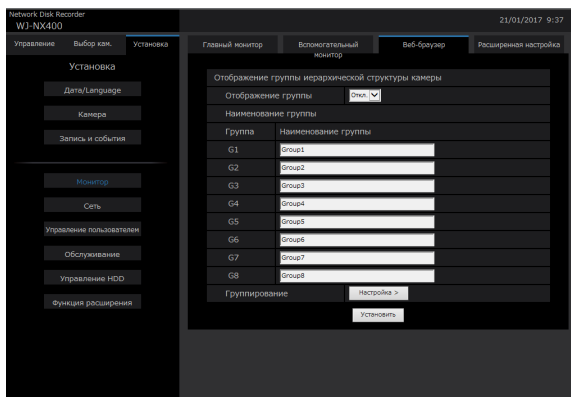 Network Disk Recorder
WJ-NX400
21/01/2017 9:37
Управление Выбор кам. Установка
Главный монитор Вспомогательный монитор Веб-браузер Расширенная настройка
Установка
Дата/Language
Камера
Запись и события
Монитор
Сеть
Управление пользователем
Обслуживание
Управление HDD
Функция расширения
Отображение группы иерархической структуры камеры
Отображение группы Откл.
Наименование группы
Группа Наименование группы
G1 Group1
G2 Group2
G3 Group3
G4 Group4
G5 Group5
G6 Group6
G7 Group7
G8 Group8
Группирование Настройка >
Установить